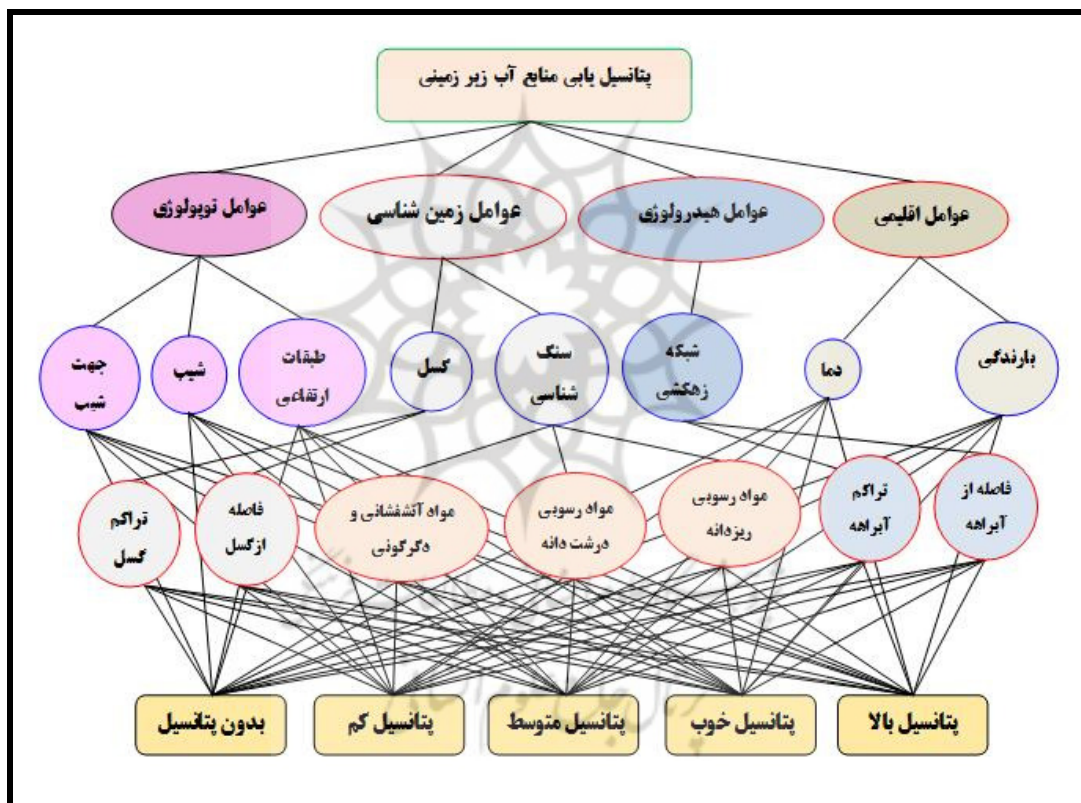 پتانسیل یابی منابع آب زیر زمینی
عوامل اقلیمی
عوامل هیدرولوژی
عوامل زمین شناسی
عوامل توپولوژی
بارندگی
دما
شبکه
زهکشی
سنگ
شناسی
گسل
طبقات
ارتفاعی
شیب
جهت
شیب
فاصله از
آبراهه
تراکم
آبراهه
مواد رسوبی
ریزدانه
مواد رسوبی
درشت دانه
مواد آتشفشانی و
دگرگونی
فاصله
ازگسل
تراکم
گسل
پتانسیل بالا
پتانسیل خوب
پتانسیل متوسط
پتانسیل کم
بدون پتانسیل